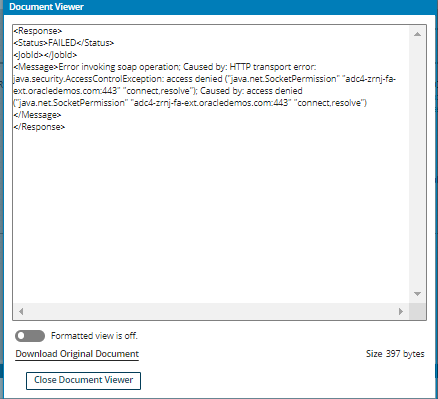 Document Viewer
<Response>
<Status>FAILED</Status>
<JobId></JobId>
<Message>Error invoking soap operation; Caused by: HTTP transport error:
java.security.AccessControlException: access denied ("java.net.SocketPermission" "adc4-zrnj-fa-
ext.oracledemos.com:443" "connect,resolve"); Caused by: access denied
("java.net.SocketPermission" "adc4-zrnj-fa-ext.oracledemos.com:443" "connect,resolve")
</Message>
</Response>
Formatted view is off.
Download Original Document
Size 397 bytes
Close Document Viewer